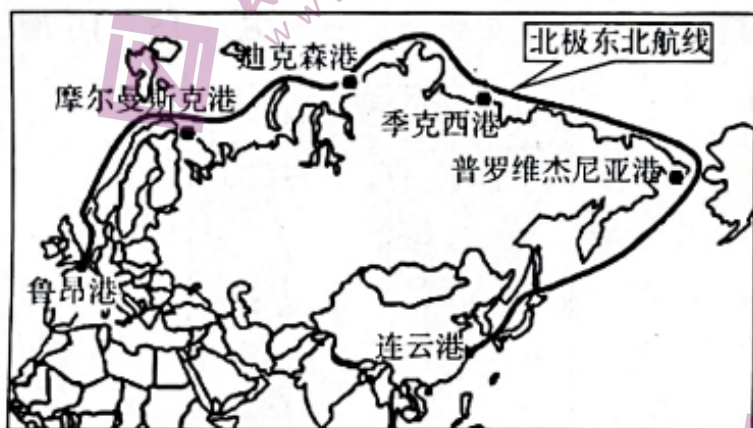 北极东北航线
迪克森港
摩尔曼斯克港
季克西港
普罗维杰尼亚港
鲁昂港
连云港